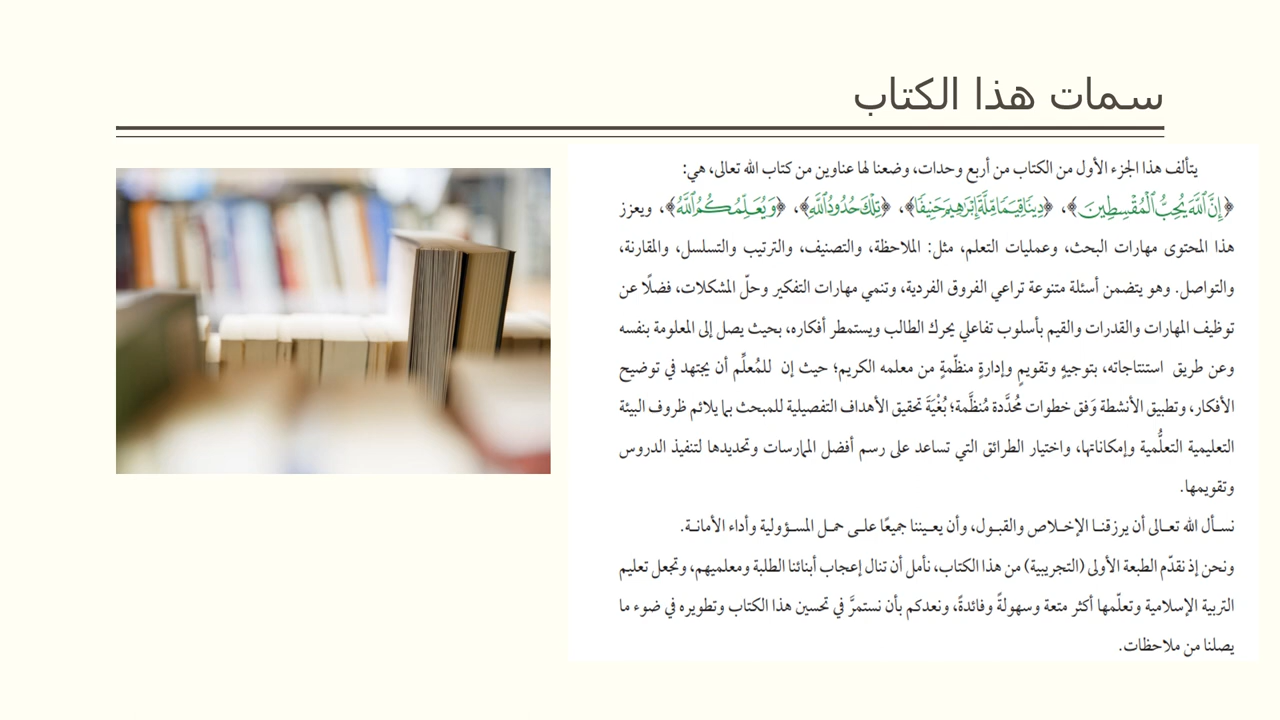 سمات هذا الكتاب
يتألف هذا الجزء الأول من الكتاب من أربع وحدات، وضعنا لها عناوين من كتاب الله تعالى، هي:
﴿إِنَّ ٱللَّهَ يُحِبُّ ٱلْمُقْسِطِينَ﴾، ﴿دِينًا قِيَمًا مِّلَّةَ إِبْرَٰهِيمَ حَنِيفًا﴾، ﴿تِلْكَ حُدُودُ ٱللَّهِ﴾، ﴿وَيُعَلِّمُكُمُ ٱللَّهُ﴾، ويعزز
هذا المحتوى مهارات البحث، وعمليات التعلم، مثل: الملاحظة، والتصنيف، والترتيب والتسلسل، والمقارنة،
والتواصل. وهو يتضمن أسئلة متنوعة تراعي الفروق الفردية، وتنمي مهارات التفكير وحلّ المشكلات، فضلًا عن
توظيف المهارات والقدرات والقيم بأسلوب تفاعلي يحرك الطالب ويستمطر أفكاره، بحيث يصل إلى المعلومة بنفسه
وعن طريق استنتاجاته، بتوجيهٍ وتقويمٍ وإدارةٍ منظّمةٍ من معلمه الكريم؛ حيث إن للمُعلِّم أن يجتهد في توضيح
الأفكار، وتطبيق الأنشطة وَفق خطوات مُحدَّدة مُنظَّمة؛ بُغْيَةَ تحقيق الأهداف التفصيلية للمبحث بما يلائم ظروف البيئة
التعليمية التعلُّمية وإمكاناتها، واختيار الطرائق التي تساعد على رسم أفضل الممارسات وتحديدها لتنفيذ الدروس
وتقويمها.
نسأل الله تعالى أن يرزقنا الإخلاص والقبول، وأن يعيننا جميعًا على حمل المسؤولية وأداء الأمانة.
ونحن إذ نقدّم الطبعة الأولى (التجريبية) من هذا الكتاب، نأمل أن تنال إعجاب أبنائنا الطلبة ومعلميهم، وتجعل تعليم
التربية الإسلامية وتعلّمها أكثر متعة وسهولةً وفائدةً، ونعدكم بأن نستمرَّ في تحسين هذا الكتاب وتطويره في ضوء ما
يصلنا من ملاحظات.